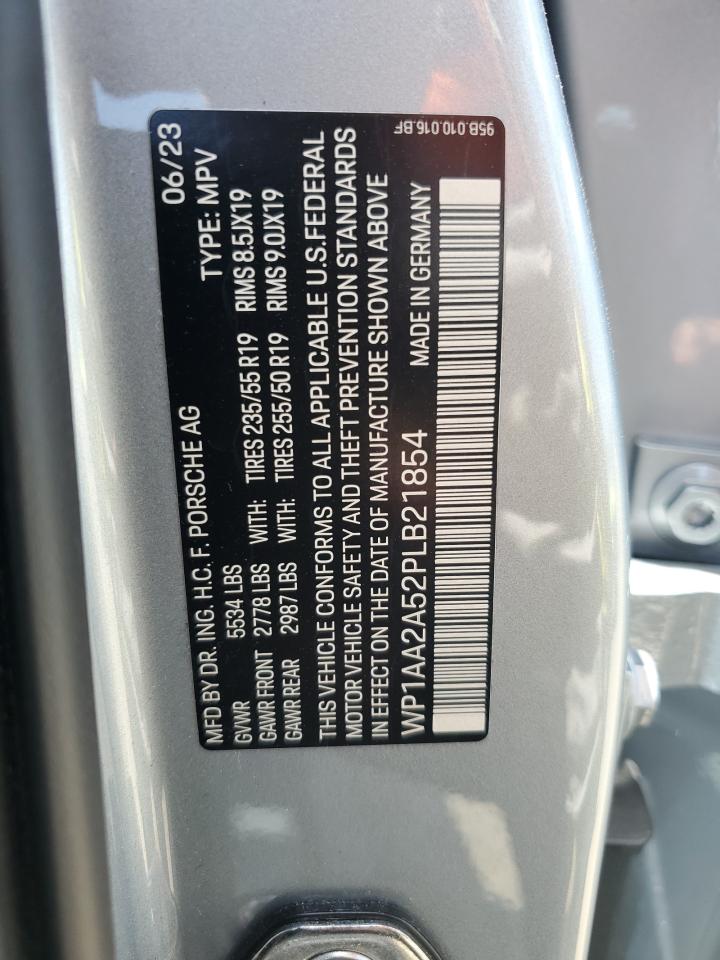 MFD BY DR. ING. H.C. F. PORSCHE AG 06/23
GVWR 5534 LBS TYPE: MPV
GAWR FRONT 2778 LBS WITH: TIRES 235/55 R19 RIMS 8.5JX19
GAWR REAR 2987 LBS WITH: TIRES 255/50 R19 RIMS 9.0JX19
THIS VEHICLE CONFORMS TO ALL APPLICABLE U.S.FEDERAL
MOTOR VEHICLE SAFETY AND THEFT PREVENTION STANDARDS
IN EFFECT ON THE DATE OF MANUFACTURE SHOWN ABOVE
WP1AA2A52PLB21854 MADE IN GERMANY
95B.010.016.BF